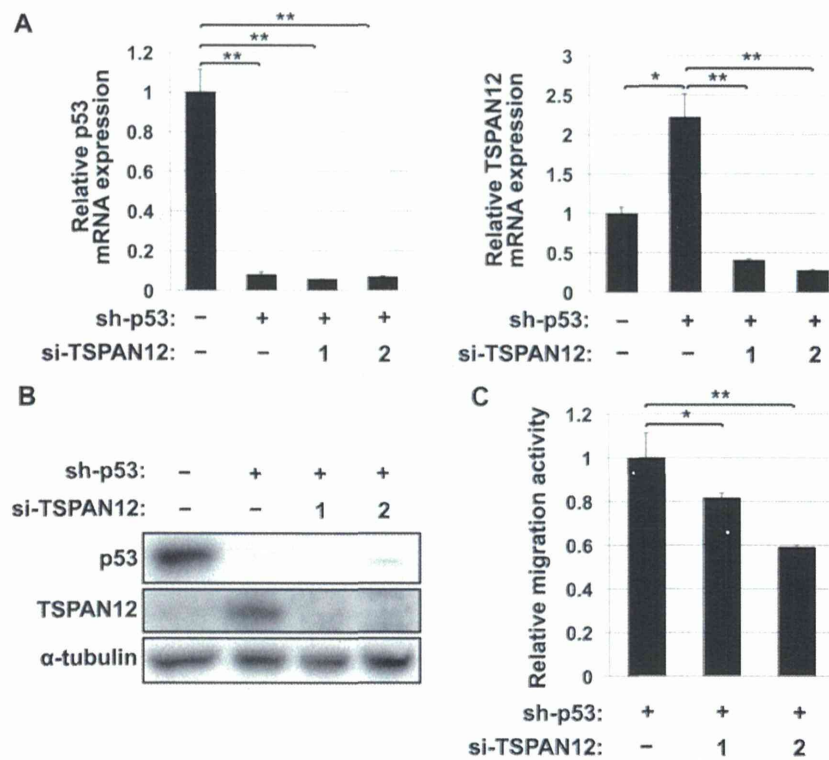 A
Relative p53
mRNA expression
1.2
1
0.8
0.6
0.4
0.2
0
**
**
**
sh-p53: – + + +
si-TSPAN12: – – 1 2
Relative TSPAN12
mRNA expression
3
2.5
2
1.5
1
0.5
0
**
* **
sh-p53: – + + +
si-TSPAN12: – – 1 2
B
sh-p53: – + + +
si-TSPAN12: – – 1 2
p53
TSPAN12
α-tubulin
C
Relative migration activity
1.2
1
0.8
0.6
0.4
0.2
0
**
*
sh-p53: + + +
si-TSPAN12: – 1 2